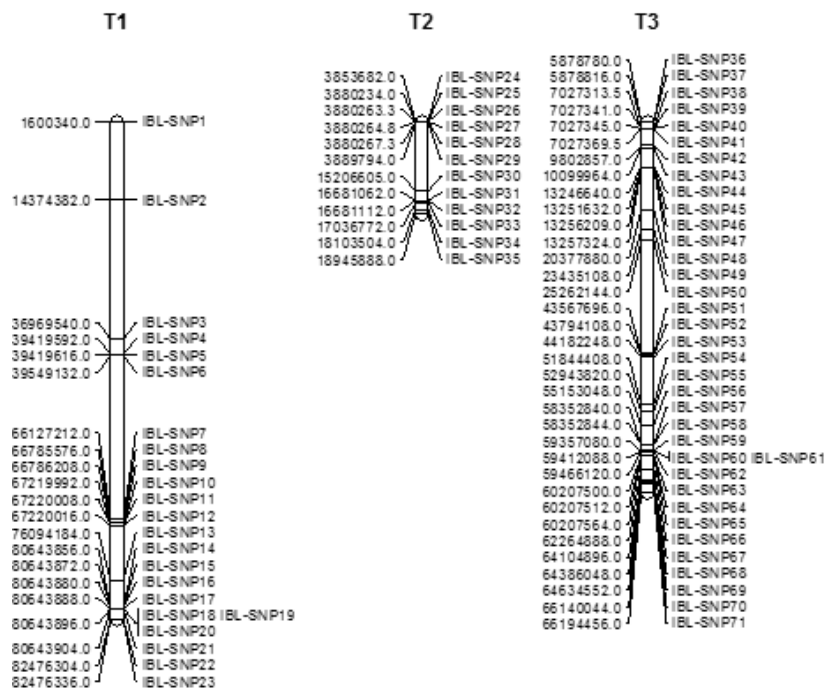 T1
1600340.0 IBL-SNP1
14374382.0 IBL-SNP2
36969540.0 IBL-SNP3
39419592.0 IBL-SNP4
39419616.0 IBL-SNP5
39549132.0 IBL-SNP6
66127212.0 IBL-SNP7
66785576.0 IBL-SNP8
66786208.0 IBL-SNP9
67219992.0 IBL-SNP10
67220008.0 IBL-SNP11
67220016.0 IBL-SNP12
76094184.0 IBL-SNP13
80643856.0 IBL-SNP14
80643872.0 IBL-SNP15
80643880.0 IBL-SNP16
80643888.0 IBL-SNP17
80643896.0 IBL-SNP18 IBL-SNP19
IBL-SNP20
80643904.0 IBL-SNP21
82476304.0 IBL-SNP22
82476336.0 IBL-SNP23
T2
3853682.0 IBL-SNP24
3880234.0 IBL-SNP25
3880263.3 IBL-SNP26
3880264.8 IBL-SNP27
3880267.3 IBL-SNP28
3889794.0 IBL-SNP29
15206605.0 IBL-SNP30
16681062.0 IBL-SNP31
16681112.0 IBL-SNP32
17036772.0 IBL-SNP33
18103504.0 IBL-SNP34
18945888.0 IBL-SNP35
T3
5878780.0 IBL-SNP36
5878816.0 IBL-SNP37
7027313.5 IBL-SNP38
7027341.0 IBL-SNP39
7027345.0 IBL-SNP40
7027369.5 IBL-SNP41
9802857.0 IBL-SNP42
10099964.0 IBL-SNP43
13246640.0 IBL-SNP44
13251632.0 IBL-SNP45
13256209.0 IBL-SNP46
13257324.0 IBL-SNP47
20377880.0 IBL-SNP48
23435108.0 IBL-SNP49
25262144.0 IBL-SNP50
43567696.0 IBL-SNP51
43794108.0 IBL-SNP52
44182248.0 IBL-SNP53
51844408.0 IBL-SNP54
52943820.0 IBL-SNP55
55153048.0 IBL-SNP56
58352840.0 IBL-SNP57
58352844.0 IBL-SNP58
59357080.0 IBL-SNP59
59412088.0 IBL-SNP60 IBL-SNP61
59466120.0 IBL-SNP62
60207500.0 IBL-SNP63
60207512.0 IBL-SNP64
60207564.0 IBL-SNP65
62264888.0 IBL-SNP66
64104896.0 IBL-SNP67
64386048.0 IBL-SNP68
64634552.0 IBL-SNP69
66140044.0 IBL-SNP70
66194456.0 IBL-SNP71